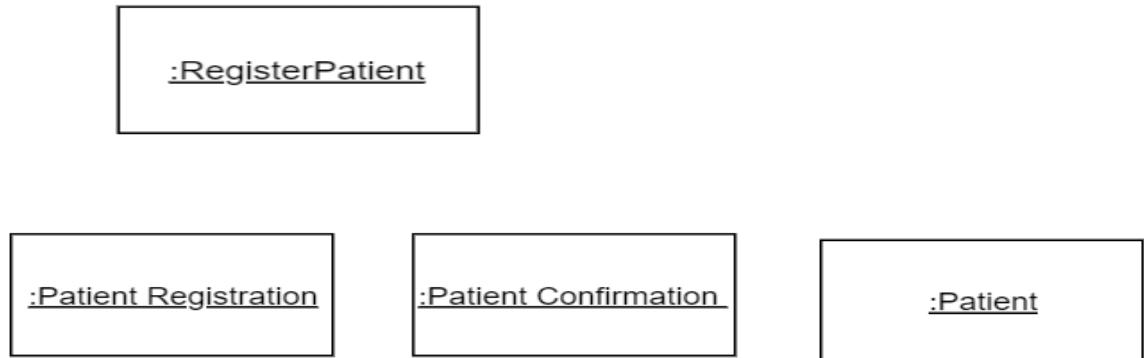 :RegisterPatient
:Patient Registration
:Patient Confirmation
:Patient